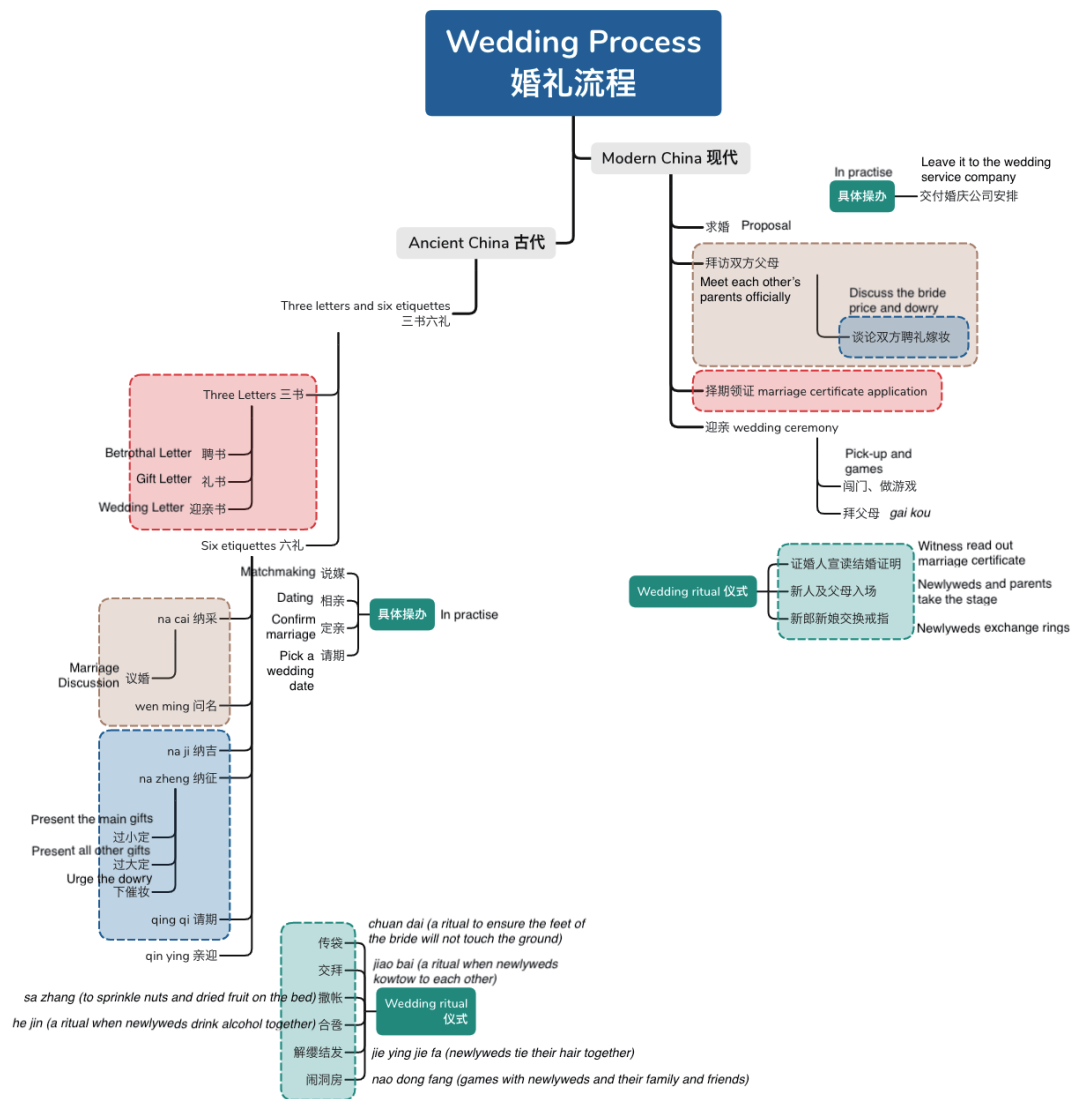 Wedding Process
婚礼流程
Modern China 现代
In practise
具体操办
Leave it to the wedding
service company
交付婚庆公司安排
求婚 Proposal
拜访双方父母
Meet each other's
parents officially
Discuss the bride
price and dowry
谈论双方聘礼嫁妆
择期领证 marriage certificate application
迎亲 wedding ceremony
Pick-up and
games
闯门、做游戏
拜父母 gai kou
Wedding ritual 仪式
证婚人宣读结婚证明
Witness read out
marriage certificate
新人及父母入场
Newlyweds and parents
take the stage
新郎新娘交换戒指
Newlyweds exchange rings
Ancient China 古代
Three letters and six etiquettes
三书六礼
Three Letters 三书
Betrothal Letter 聘书
Gift Letter 礼书
Wedding Letter 迎亲书
Six etiquettes 六礼
Matchmaking 说媒
Dating 相亲
Confirm
marriage 定亲
Pick a
wedding
date
请期
具体操办
In practise
na cai 纳采
Marriage
Discussion 议婚
wen ming 问名
na ji 纳吉
na zheng 纳征
Present the main gifts
过小定
Present all other gifts
过大定
Urge the dowry
下催妆
qing qi 请期
qin ying 亲迎
Wedding ritual
仪式
传袋
chuan dai (a ritual to ensure the feet of
the bride will not touch the ground)
交拜
jiao bai (a ritual when newlyweds
kowtow to each other)
sa zhang (to sprinkle nuts and dried fruit on the bed) 撒帐
he jin (a ritual when newlyweds drink alcohol together) 合卺
解缨结发 jie ying jie fa (newlyweds tie their hair together)
闹洞房 nao dong fang (games with newlyweds and their family and friends)